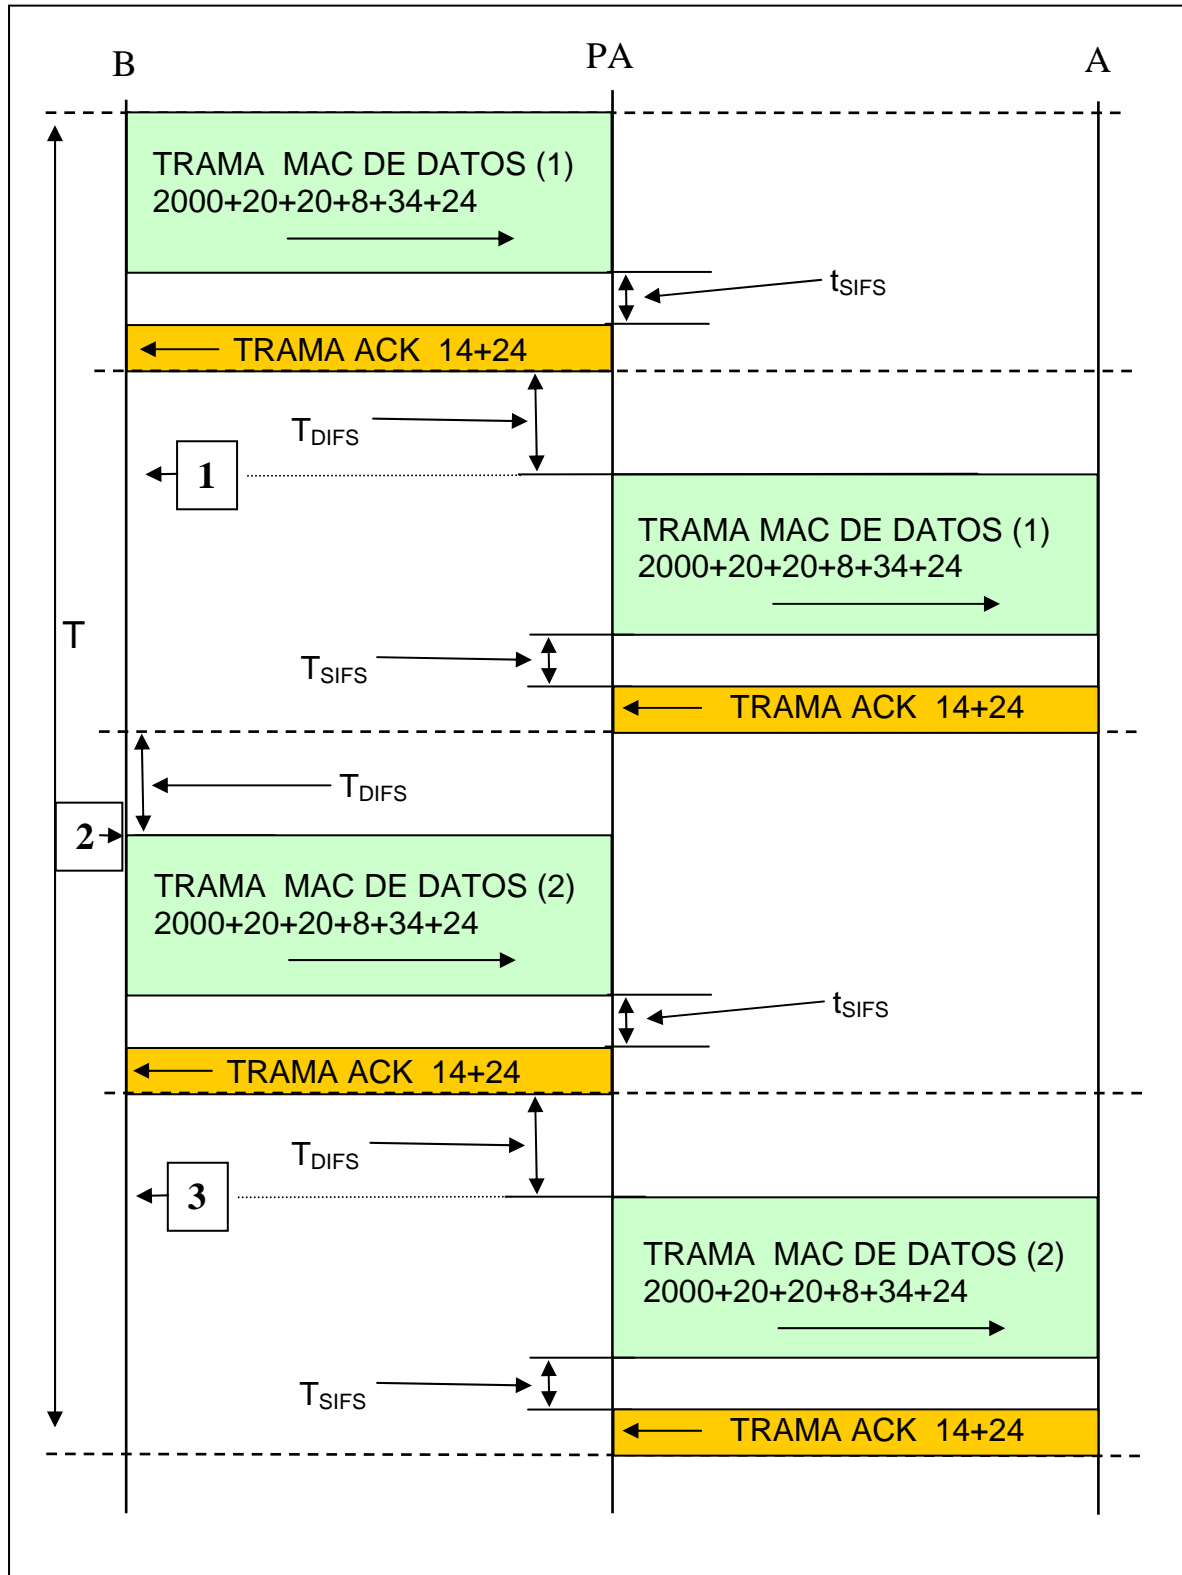 B
PA
A
TRAMA MAC DE DATOS (1)
2000+20+20+8+34+24
tSIFS
TRAMA ACK 14+24
TDIFS
1
TRAMA MAC DE DATOS (1)
2000+20+20+8+34+24
T
TSIFS
TRAMA ACK 14+24
TDIFS
2
TRAMA MAC DE DATOS (2)
2000+20+20+8+34+24
tSIFS
TRAMA ACK 14+24
TDIFS
3
TRAMA MAC DE DATOS (2)
2000+20+20+8+34+24
TSIFS
TRAMA ACK 14+24